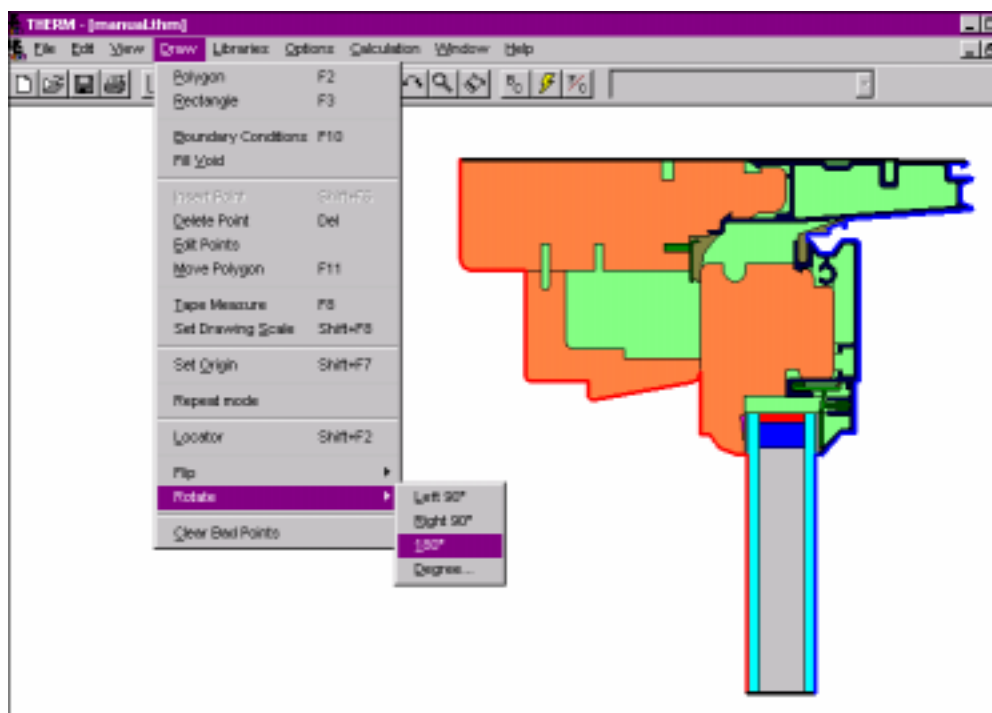 THERM - [manual.thm]
File Edit View Draw Libraries Options Calculation Window Help
Polygon F2
Rectangle F3
Boundary Conditions F10
Fill Void
Insert Point Shift+F6
Delete Point Del
Edit Points
Move Polygon F11
Tape Measure F8
Set Drawing Scale Shift+F8
Set Origin Shift+F7
Repeat mode
Locator Shift+F2
Flip
Rotate
Left 90°
Right 90°
180°
Degree...
Clear Bad Points